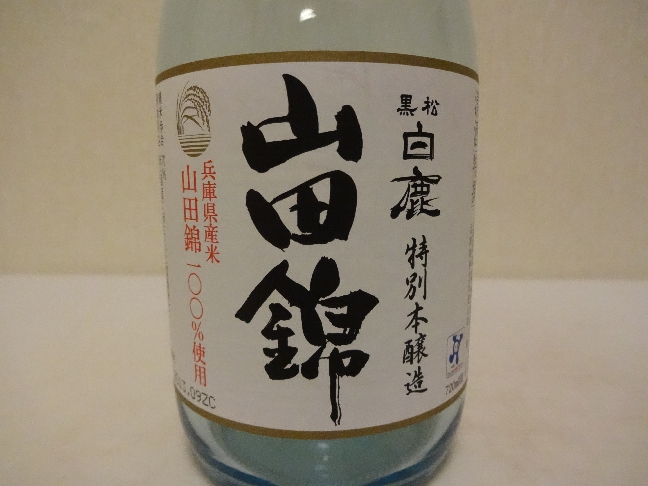 黒松
白鹿
特別本醸造
山田錦
兵庫県産米
山田錦一〇〇%使用